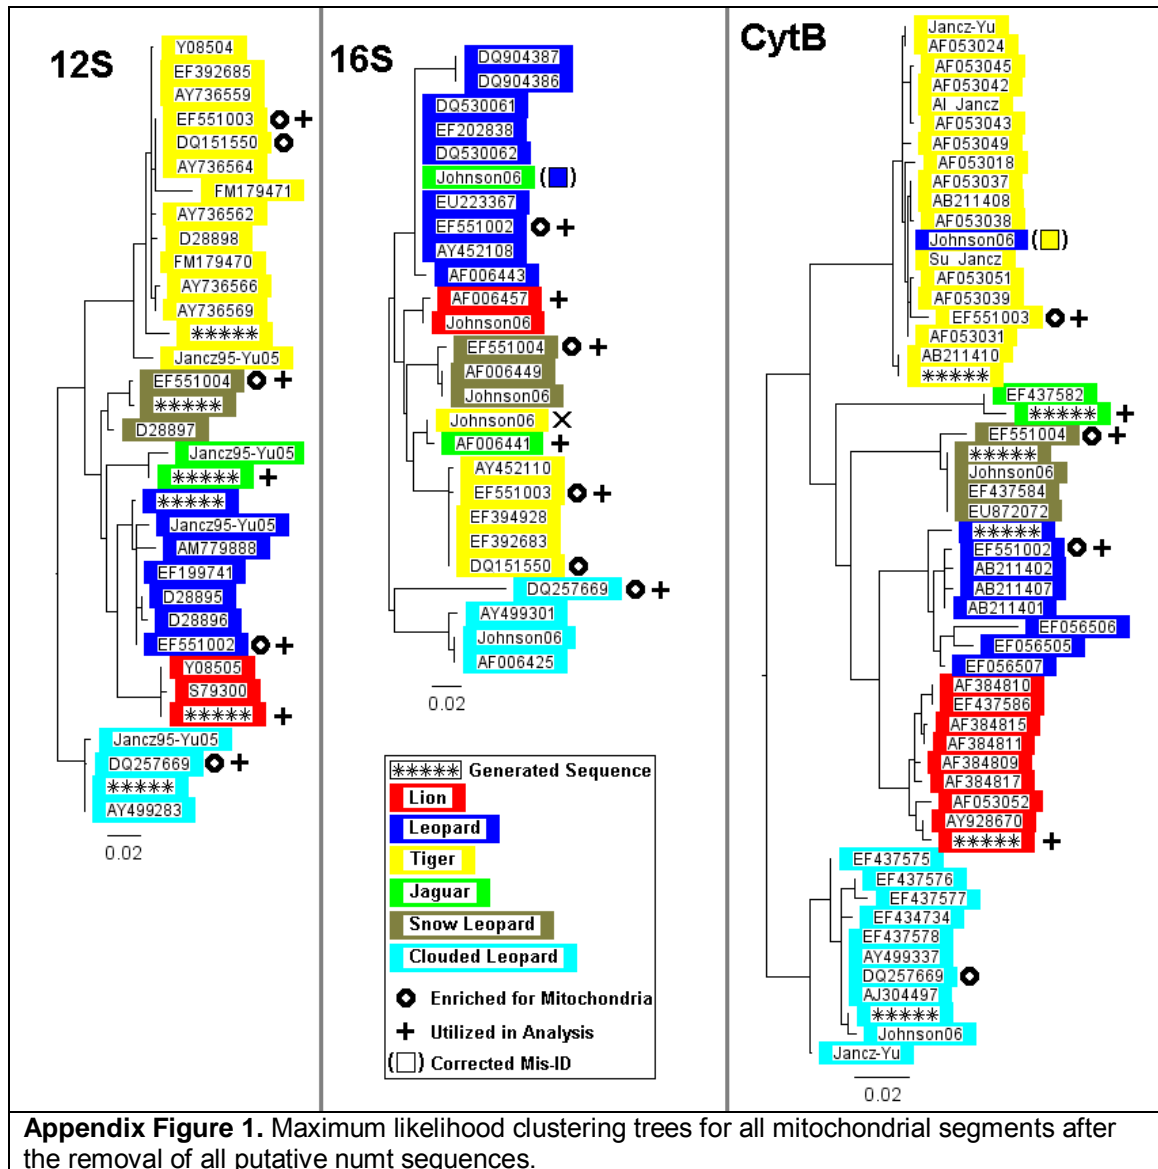 12S
Y08504
EF392685
AY736559
EF551003 +
DQ151550
AY736564
FM179471
AY736562
D28898
FM179470
AY736566
AY736569
*****
Jancz95-Yu05
EF551004 +
*****
D28897
Jancz95-Yu05
***** +
*****
Jancz95-Yu05
AM779888
EF199741
D28895
D28896
EF551002 +
Y08505
S79300
***** +
Jancz95-Yu05
DQ257669 +
*****
AY499283
0.02
16S
DQ904387
DQ904386
DQ530061
EF202838
DQ530062
Johnson06 ( )
EU223367
EF551002 +
AY452108
AF006443
AF006457 +
Johnson06
EF551004 +
AF006449
Johnson06
Johnson06 X
AF006441 +
AY452110
EF551003 +
EF394928
EF392683
DQ151550
DQ257669 +
AY499301
Johnson06
AF006425
0.02
***** Generated Sequence
Lion
Leopard
Tiger
Jaguar
Snow Leopard
Clouded Leopard
Enriched for Mitochondria
+ Utilized in Analysis
( ) Corrected Mis-ID
CytB
Jancz-Yu
AF053024
AF053045
AF053042
Al Jancz
AF053043
AF053049
AF053018
AF053037
AB211408
AF053038
Johnson06 ( )
Su Jancz
AF053051
AF053039
EF551003 +
AF053031
AB211410
*****
EF437582
***** +
EF551004 +
*****
Johnson06
EF437584
EU872072
*****
EF551002 +
AB211402
AB211407
AB211401
EF056506
EF056505
EF056507
AF384810
EF437586
AF384815
AF384811
AF384809
AF384817
AF053052
AY928670
***** +
EF437575
EF437576
EF437577
EF434734
EF437578
AY499337
DQ257669
AJ304497
*****
Johnson06
Jancz-Yu
0.02
Appendix Figure 1. Maximum likelihood clustering trees for all mitochondrial segments after
the removal of all putative numt sequences.